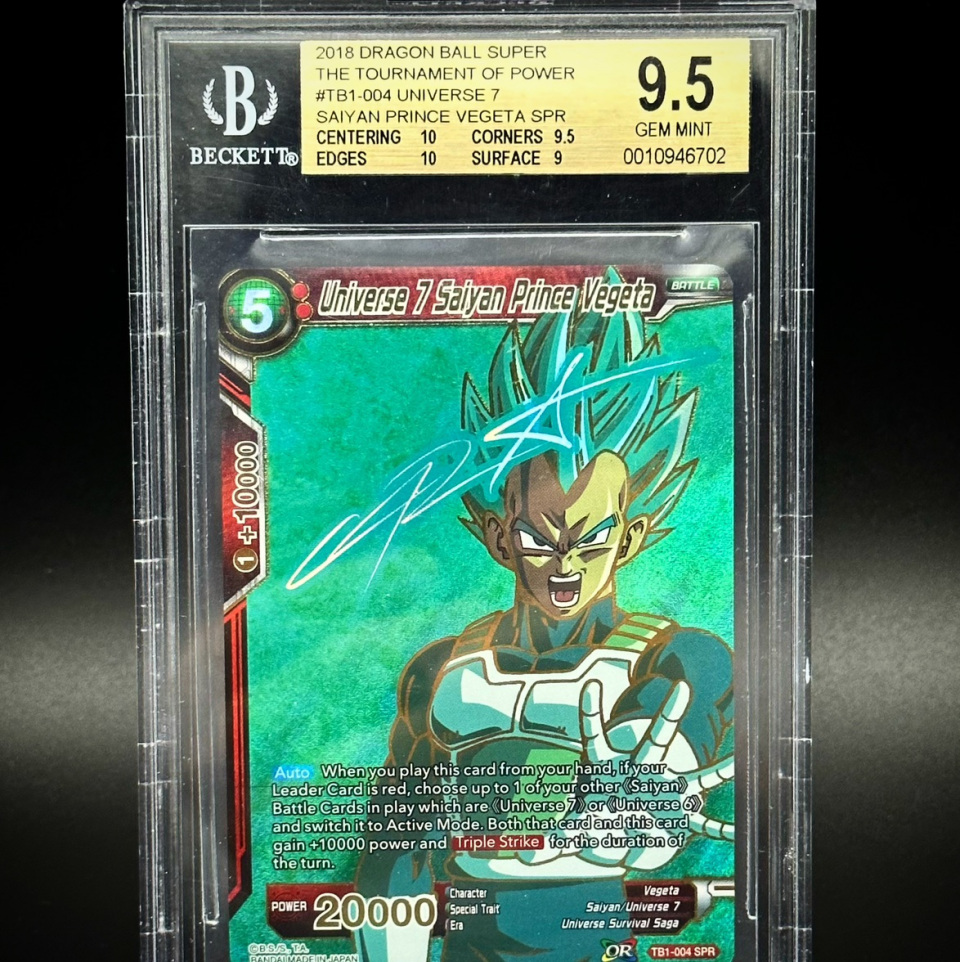 2018 DRAGON BALL SUPER
THE TOURNAMENT OF POWER
#TB1-004 UNIVERSE 7
SAIYAN PRINCE VEGETA SPR
CENTERING 10 CORNERS 9.5
EDGES 10 SURFACE 9
9.5
GEM MINT
0010946702
B
BECKETT®
5
Universe 7 Saiyan Prince Vegeta
BATTLE
1 +10000
Auto When you play this card from your hand, if your
Leader Card is red, choose up to 1 of your other 《Saiyan》
Battle Cards in play which are 《Universe 7》 or 《Universe 6》
and switch it to Active Mode. Both that card and this card
gain +10000 power and Triple Strike for the duration of
the turn.
POWER 20000
Character Vegeta
Special Trait Saiyan/Universe 7
Era Universe Survival Saga
©B.S./S., T.A.
BANDAI MADE IN JAPAN
OR TB1-004 SPR